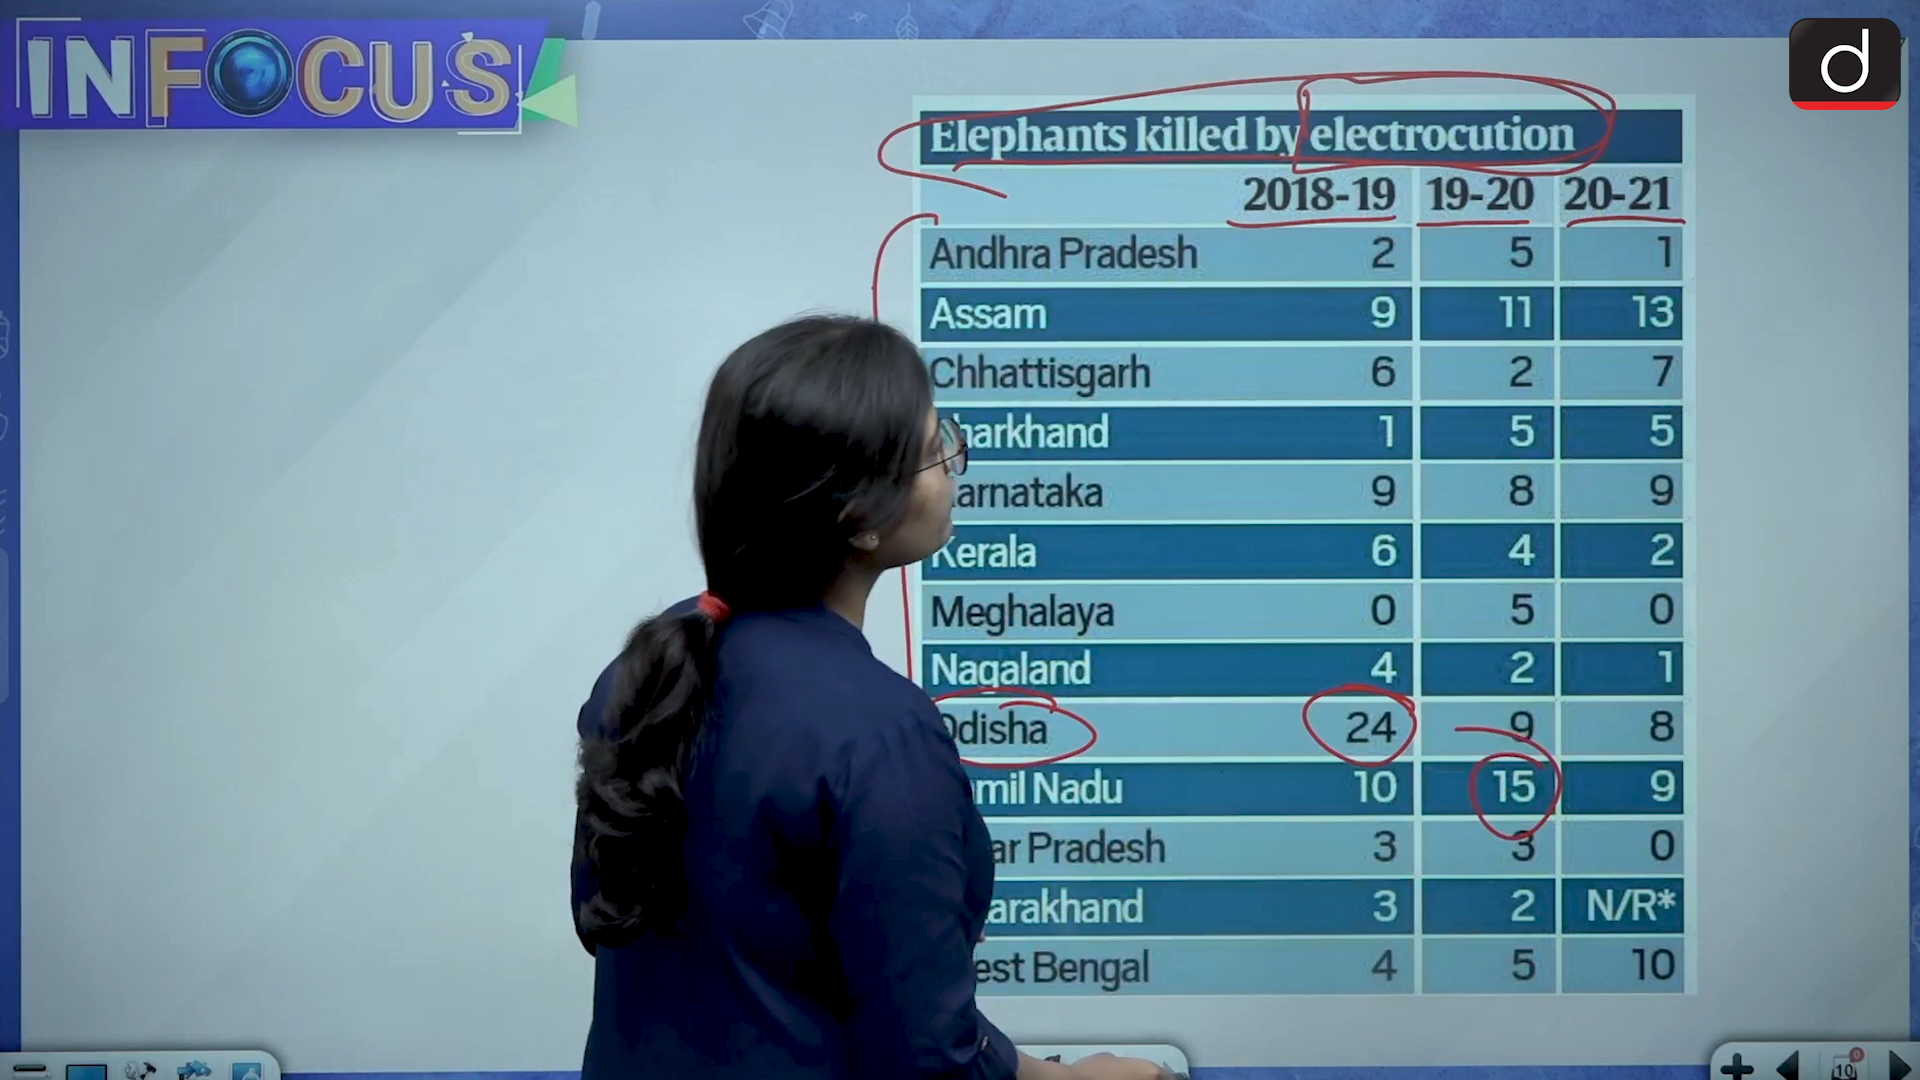 INFOCUS
d
Elephants killed by electrocution
2018-19 19-20 20-21
Andhra Pradesh 2 5 1
Assam 9 11 13
Chhattisgarh 6 2 7
harkhand 1 5 5
arnataka 9 8 9
Kerala 6 4 2
Meghalaya 0 5 0
Nagaland 4 2 1
Odisha 24 9 8
mil Nadu 10 15 9
ar Pradesh 3 3 0
arakhand 3 2 N/R*
est Bengal 4 5 10
10